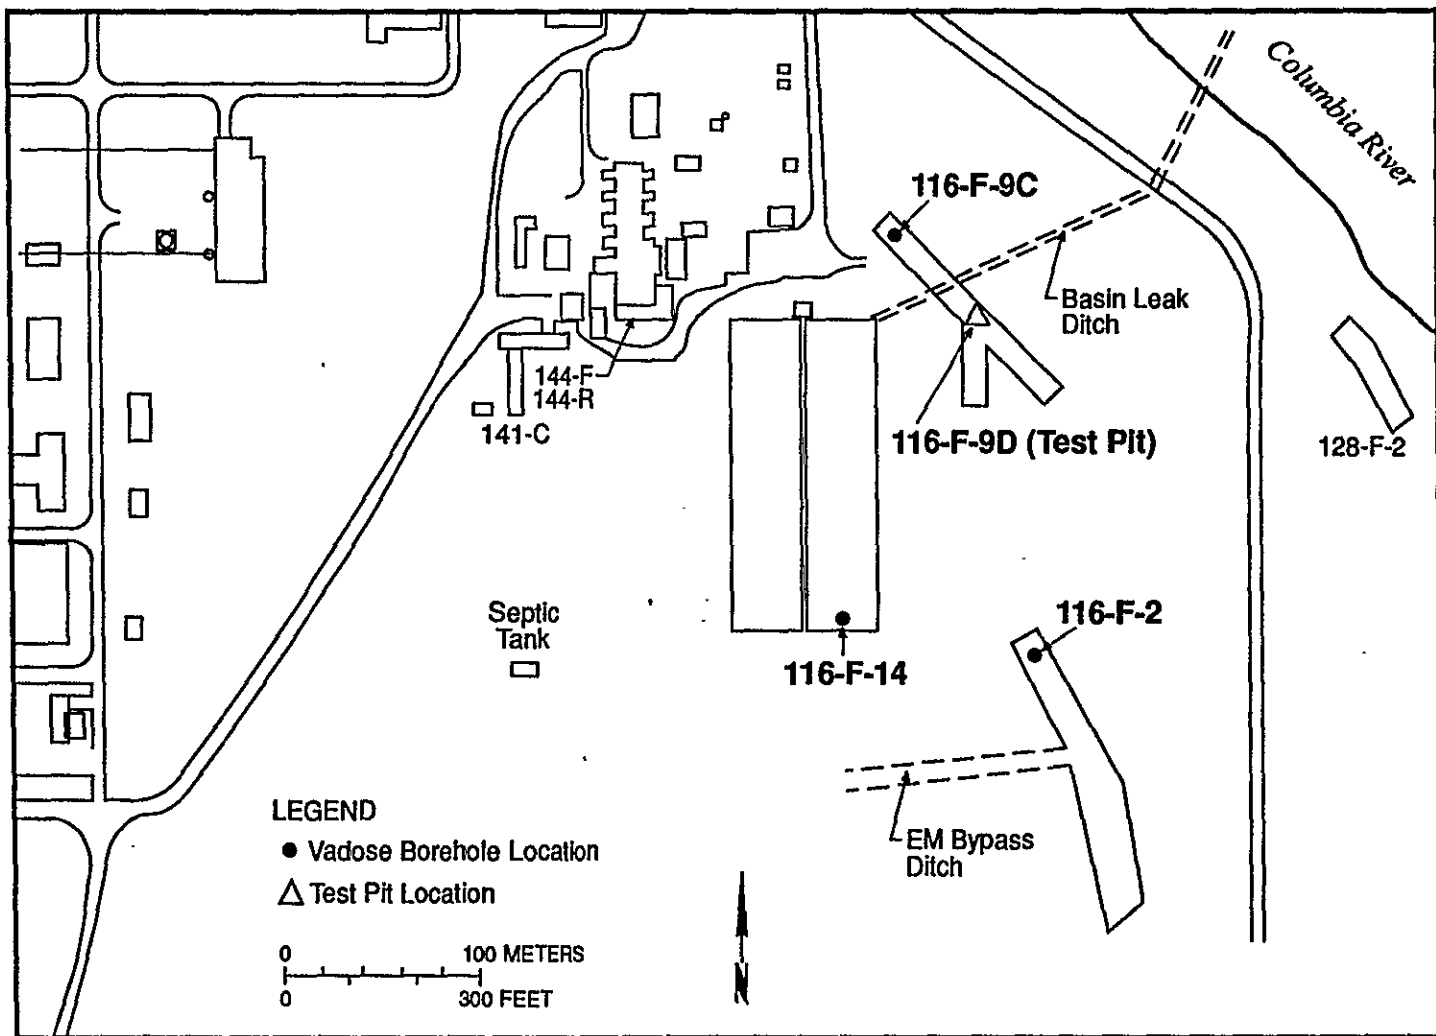 Columbia River
116-F-9C
Basin Leak
Ditch
144-F
144-R
141-C
116-F-9D (Test Pit)
128-F-2
Septic
Tank
116-F-2
116-F-14
LEGEND
Vadose Borehole Location
Test Pit Location
EM Bypass
Ditch
0 100 METERS
0 300 FEET
N